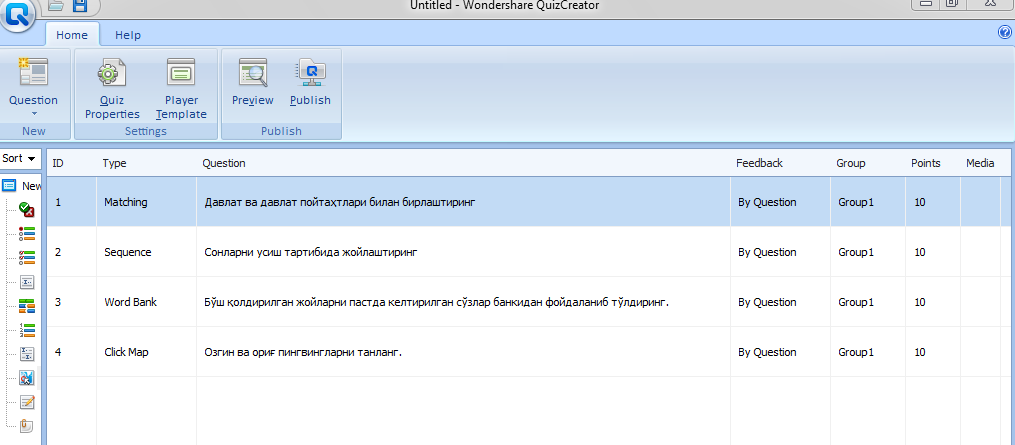 Untitled - Wondershare QuizCreator
Home Help
Question
Quiz Properties
Player Template
Preview
Publish
New
Settings
Publish
Sort
ID Type Question Feedback Group Points Media
New
1 Matching Давлат ва давлат пойтаҳтлари билан бирлаштиринг By Question Group1 10
2 Sequence Сонларни усиш тартибида жойлаштиринг By Question Group1 10
3 Word Bank Бўш қолдирилган жойларни пастда келтирилган сўзлар банкидан фойдаланиб тўлдиринг. By Question Group1 10
4 Click Map Озгин ва ориғ пингвингларни танланг. By Question Group1 10